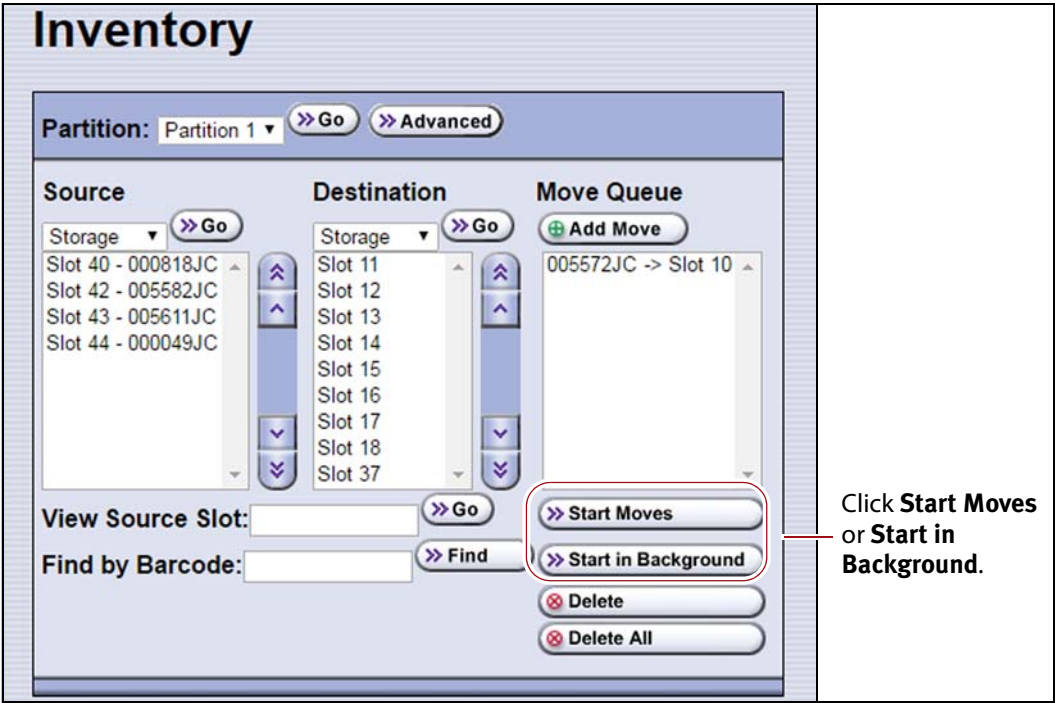 Inventory
Partition: Partition 1 Go Advanced
Source Destination Move Queue
Storage Go Storage Go Add Move
Slot 40 - 000818JC Slot 11 005572JC -> Slot 10
Slot 42 - 005582JC Slot 12
Slot 43 - 005611JC Slot 13
Slot 44 - 000049JC Slot 14
Slot 15
Slot 16
Slot 17
Slot 18
Slot 37
View Source Slot: Go Start Moves
Find by Barcode: Find Start in Background
Delete
Delete All
Click Start Moves
or Start in
Background.